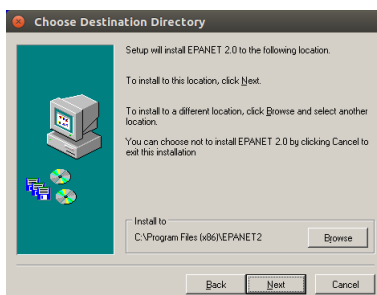 Choose Destination Directory
Setup will install EPANET 2.0 to the following location.
To install to this location, click Next.
To install to a different location, click Browse and select another
location.
You can choose not to install EPANET 2.0 by clicking Cancel to
exit this installation
Install to
C:\Program Files (x86)\EPANET2
Browse
Back
Next
Cancel